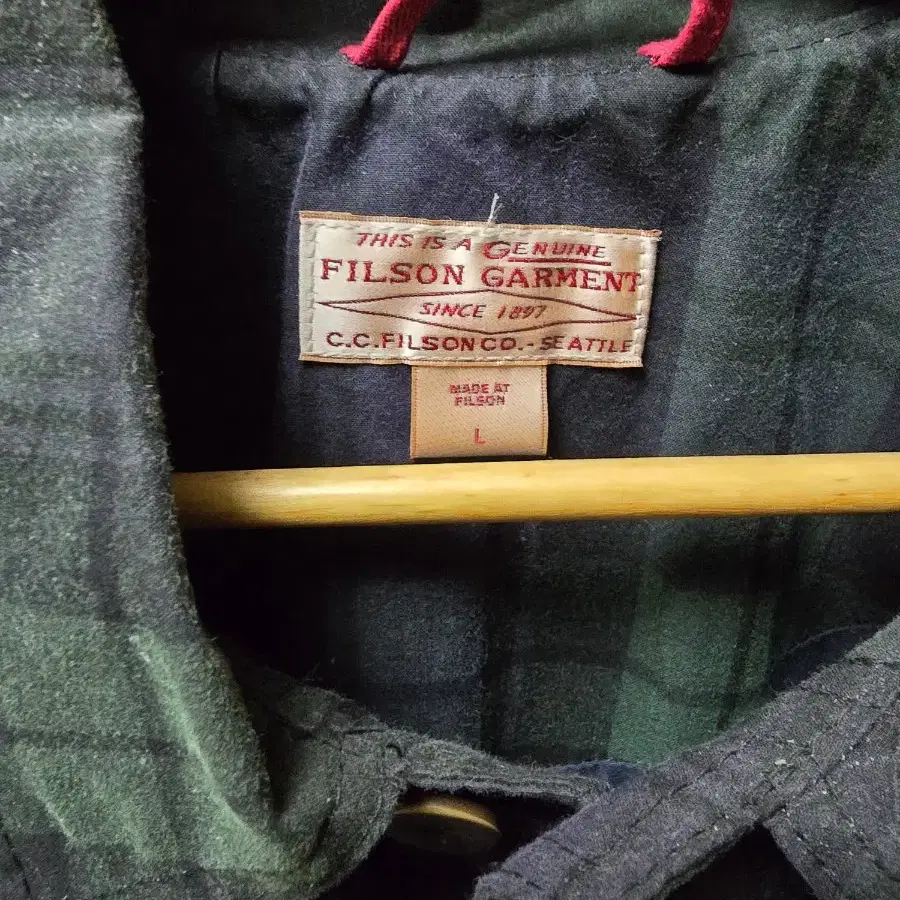 THIS IS A GENUINE
FILSON GARMENT
SINCE 1897
C.C.FILSON CO.-SEATTLE
MADE AT
FILSON
L